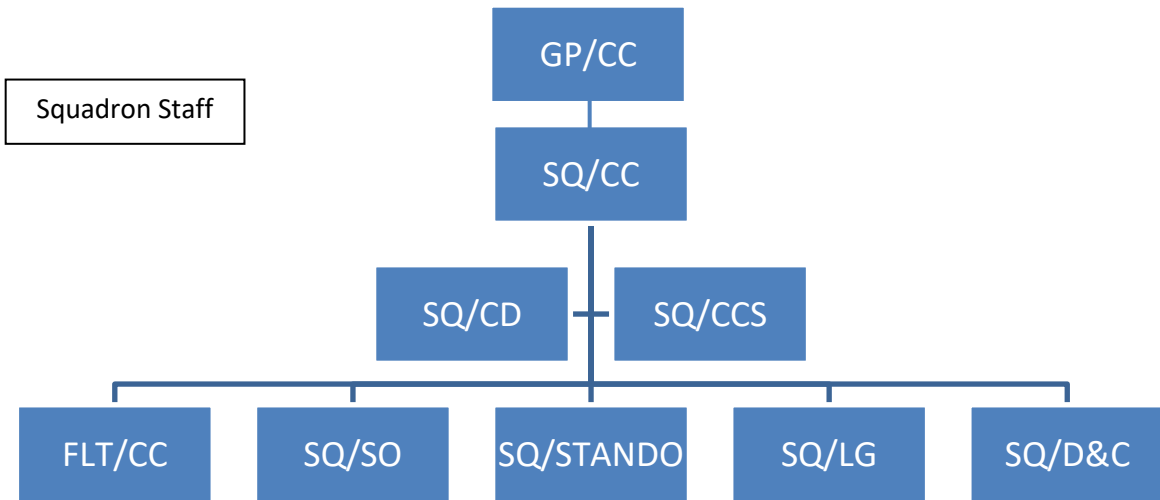 GP/CC
Squadron Staff
SQ/CC
SQ/CD
SQ/CCS
FLT/CC
SQ/SO
SQ/STANDO
SQ/LG
SQ/D&C